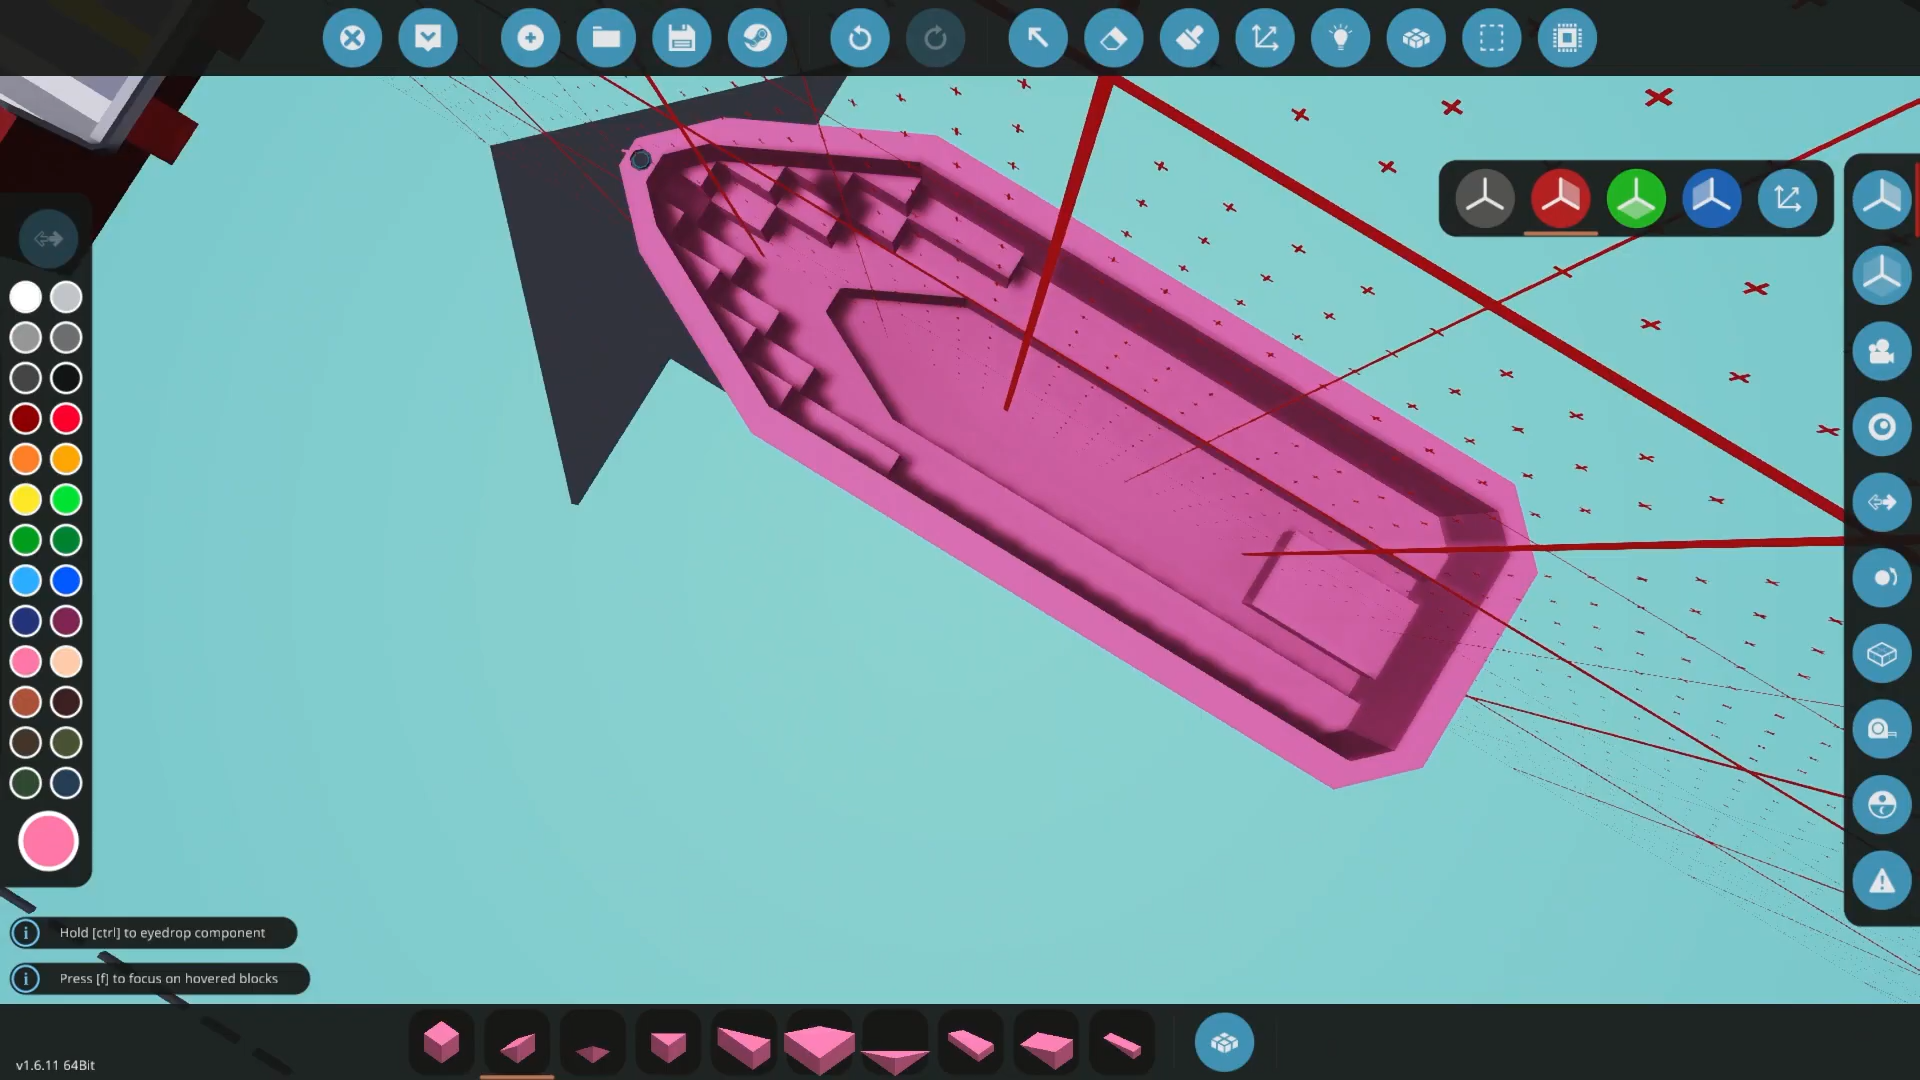 Hold [ctrl] to eyedrop component
Press [f] to focus on hovered blocks
v1.6.11 64Bit